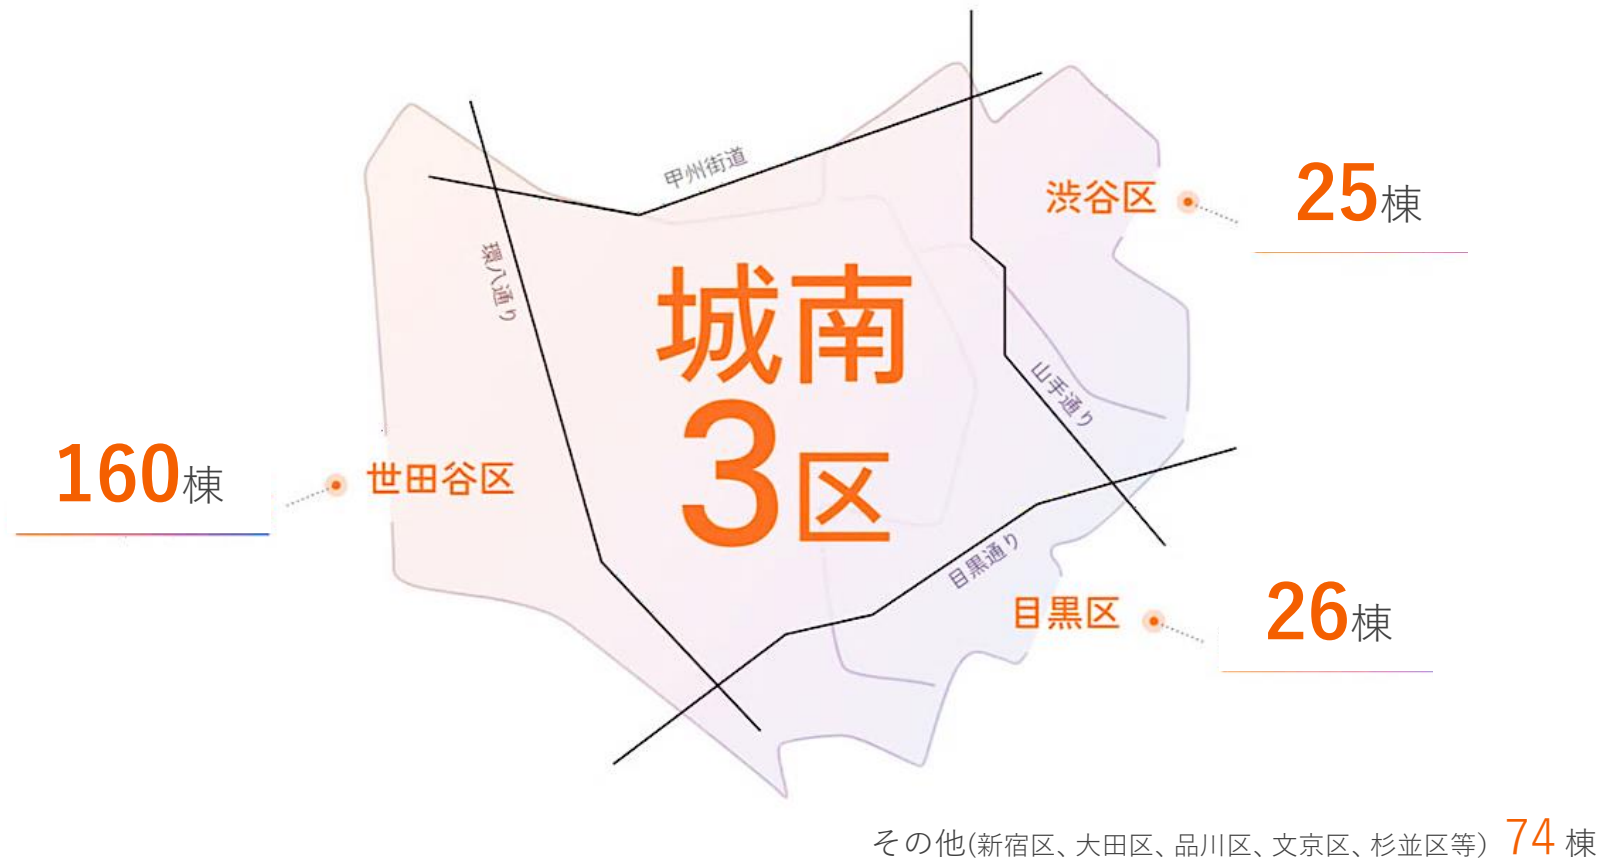 甲州街道
渋谷区
25棟
環八通り
城南
3区
山手通り
160棟
世田谷区
目黒通り
目黒区
26棟
その他(新宿区、大田区、品川区、文京区、杉並区等) 74棟